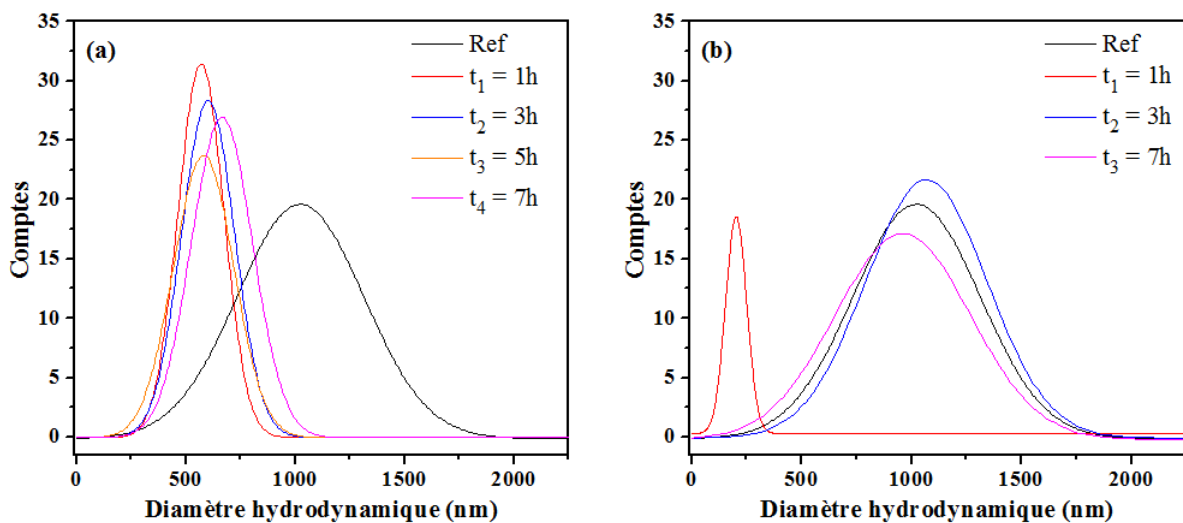 (a)
Ref
t1 = 1h
t2 = 3h
t3 = 5h
t4 = 7h
35
30
25
20
15
10
5
0
Comptes
0 500 1000 1500 2000
Diamètre hydrodynamique (nm)
(b)
Ref
t1 = 1h
t2 = 3h
t3 = 7h
35
30
25
20
15
10
5
0
Comptes
0 500 1000 1500 2000
Diamètre hydrodynamique (nm)